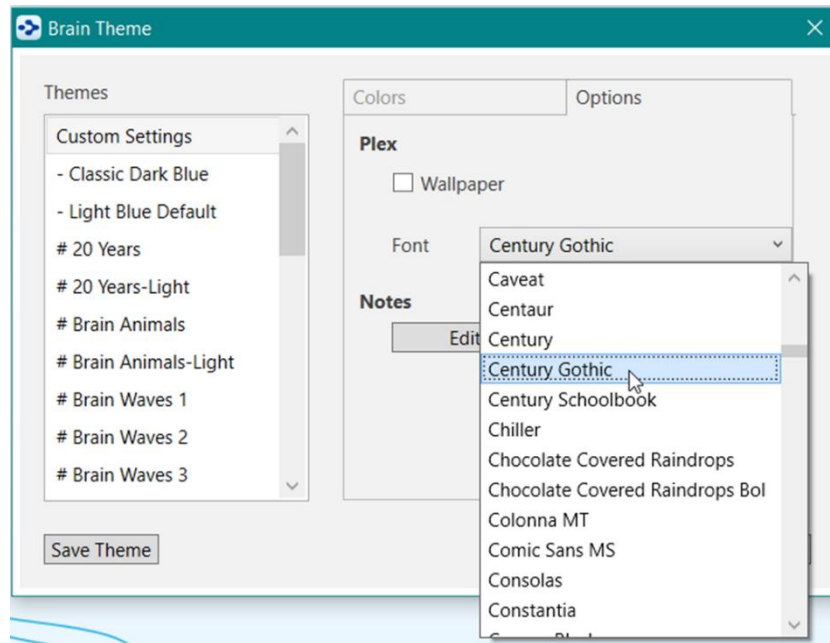 Brain Theme
Themes
Custom Settings
- Classic Dark Blue
- Light Blue Default
# 20 Years
# 20 Years-Light
# Brain Animals
# Brain Animals-Light
# Brain Waves 1
# Brain Waves 2
# Brain Waves 3
Save Theme
Colors
Options
Plex
Wallpaper
Font
Century Gothic
Notes
Edit
Caveat
Centaur
Century
Century Gothic
Century Schoolbook
Chiller
Chocolate Covered Raindrops
Chocolate Covered Raindrops Bol
Colonna MT
Comic Sans MS
Consolas
Constantia